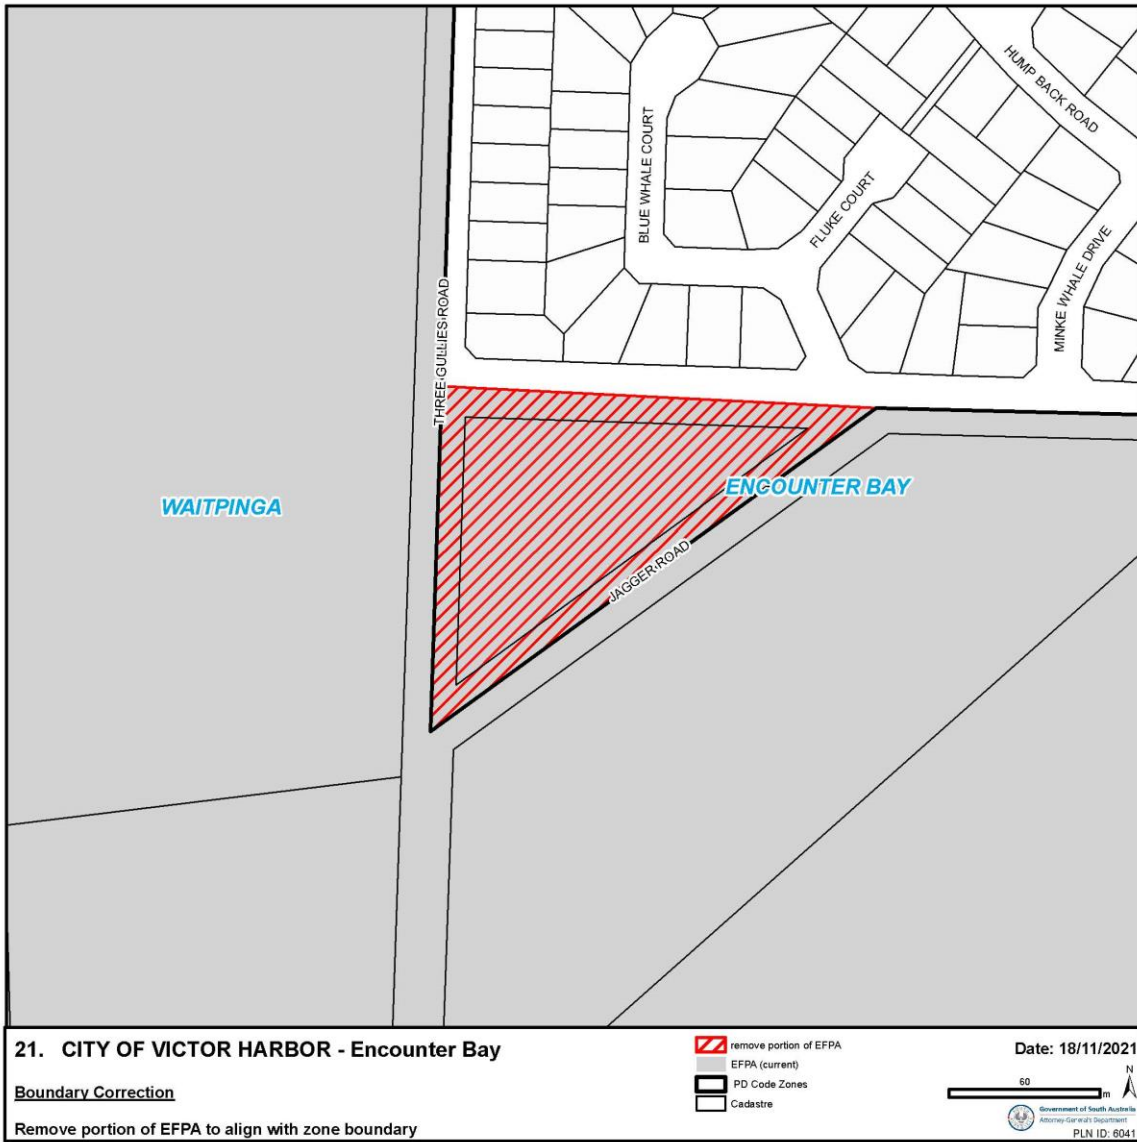 HUMP BACK ROAD
BLUE WHALE COURT
FLUKE COURT
MINKE WHALE DRIVE
THREE GULLIES ROAD
WAITPINGA
ENCOUNTER BAY
JAGGER ROAD
21. CITY OF VICTOR HARBOR - Encounter Bay
Boundary Correction
Remove portion of EFPA to align with zone boundary
remove portion of EFPA
EFPA (current)
PD Code Zones
Cadastre
Date: 18/11/2021
N
60
m
Government of South Australia
Attorney-General's Department
PLN ID: 6041